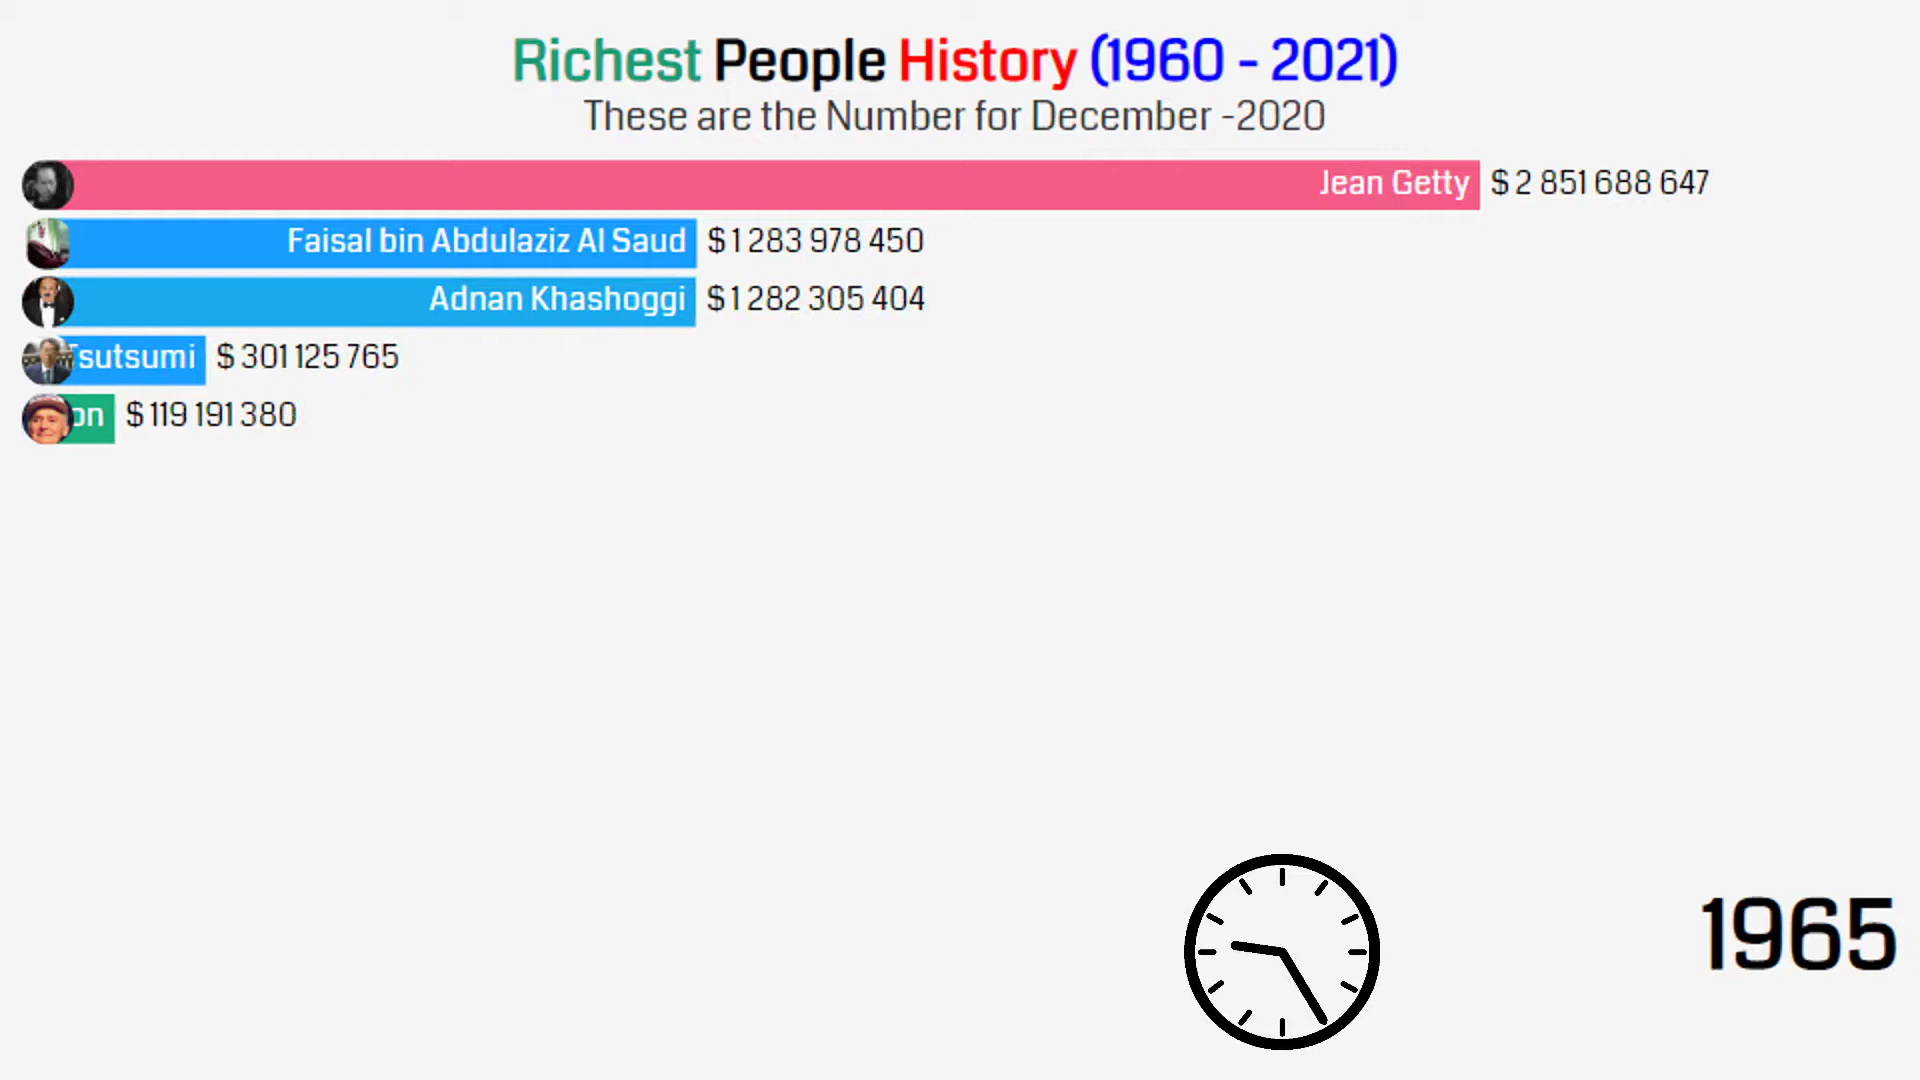 Richest People History (1960 - 2021)
These are the Number for December -2020
Jean Getty $ 2 851 688 647
Faisal bin Abdulaziz Al Saud $ 1 283 978 450
Adnan Khashoggi $ 1 282 305 404
Tsutsumi $ 301 125 765
on $ 119 191 380
1965